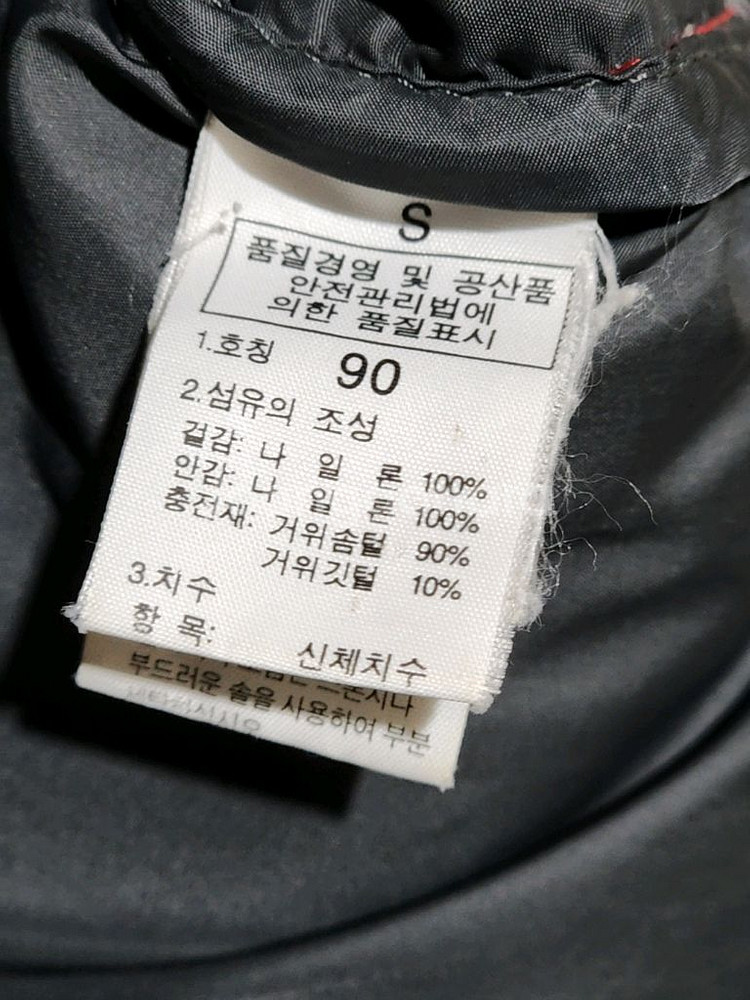 S
품질경영 및 공산품
안전관리법에
의한 품질표시
1.호칭 90
2.섬유의 조성
겉감: 나 일 론 100%
안감: 나 일 론 100%
충전재: 거위솜털 90%
거위깃털 10%
3.치수
항 목: 신체치수
부드러운 솔을 사용하여 부분